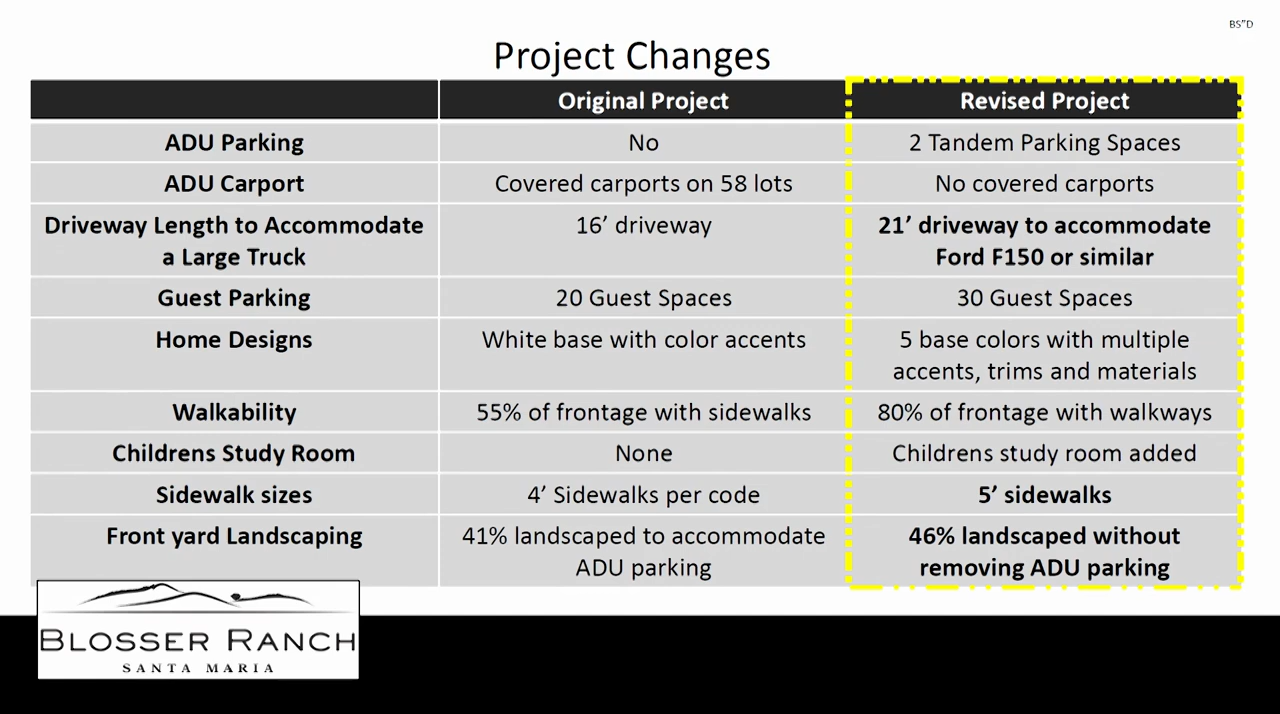 BS"D
Project Changes
Original Project Revised Project
ADU Parking No 2 Tandem Parking Spaces
ADU Carport Covered carports on 58 lots No covered carports
Driveway Length to Accommodate 16’ driveway 21’ driveway to accommodate
a Large Truck Ford F150 or similar
Guest Parking 20 Guest Spaces 30 Guest Spaces
Home Designs White base with color accents 5 base colors with multiple
accents, trims and materials
Walkability 55% of frontage with sidewalks 80% of frontage with walkways
Childrens Study Room None Childrens study room added
Sidewalk sizes 4’ Sidewalks per code 5’ sidewalks
Front yard Landscaping 41% landscaped to accommodate 46% landscaped without
ADU parking removing ADU parking
BLOSSER RANCH
SANTA MARIA